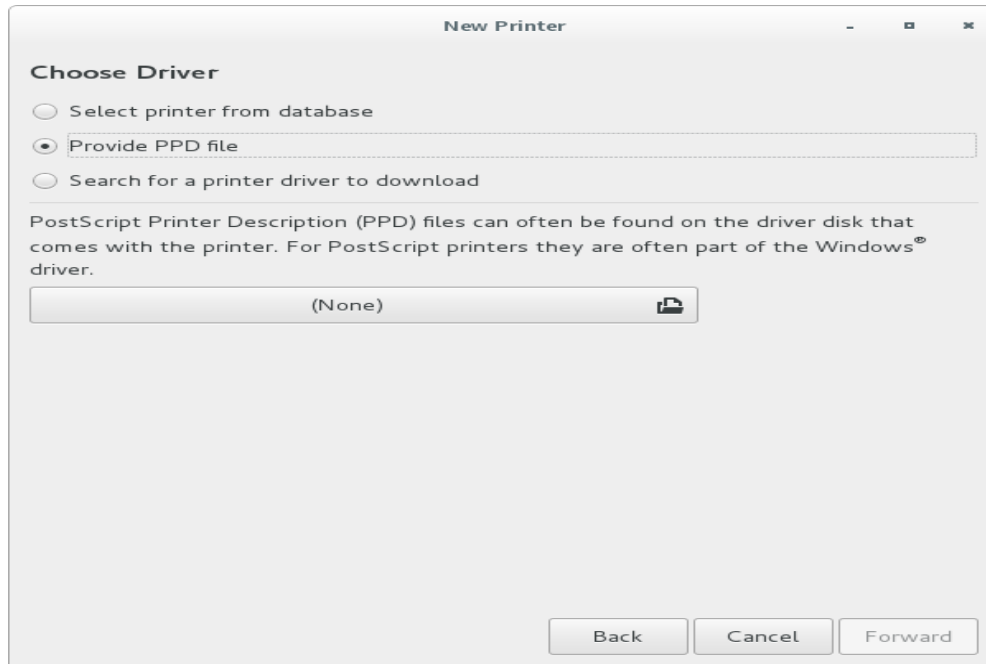 New Printer
Choose Driver
Select printer from database
Provide PPD file
Search for a printer driver to download
PostScript Printer Description (PPD) files can often be found on the driver disk that
comes with the printer. For PostScript printers they are often part of the Windows®
driver.
(None)
Back
Cancel
Forward